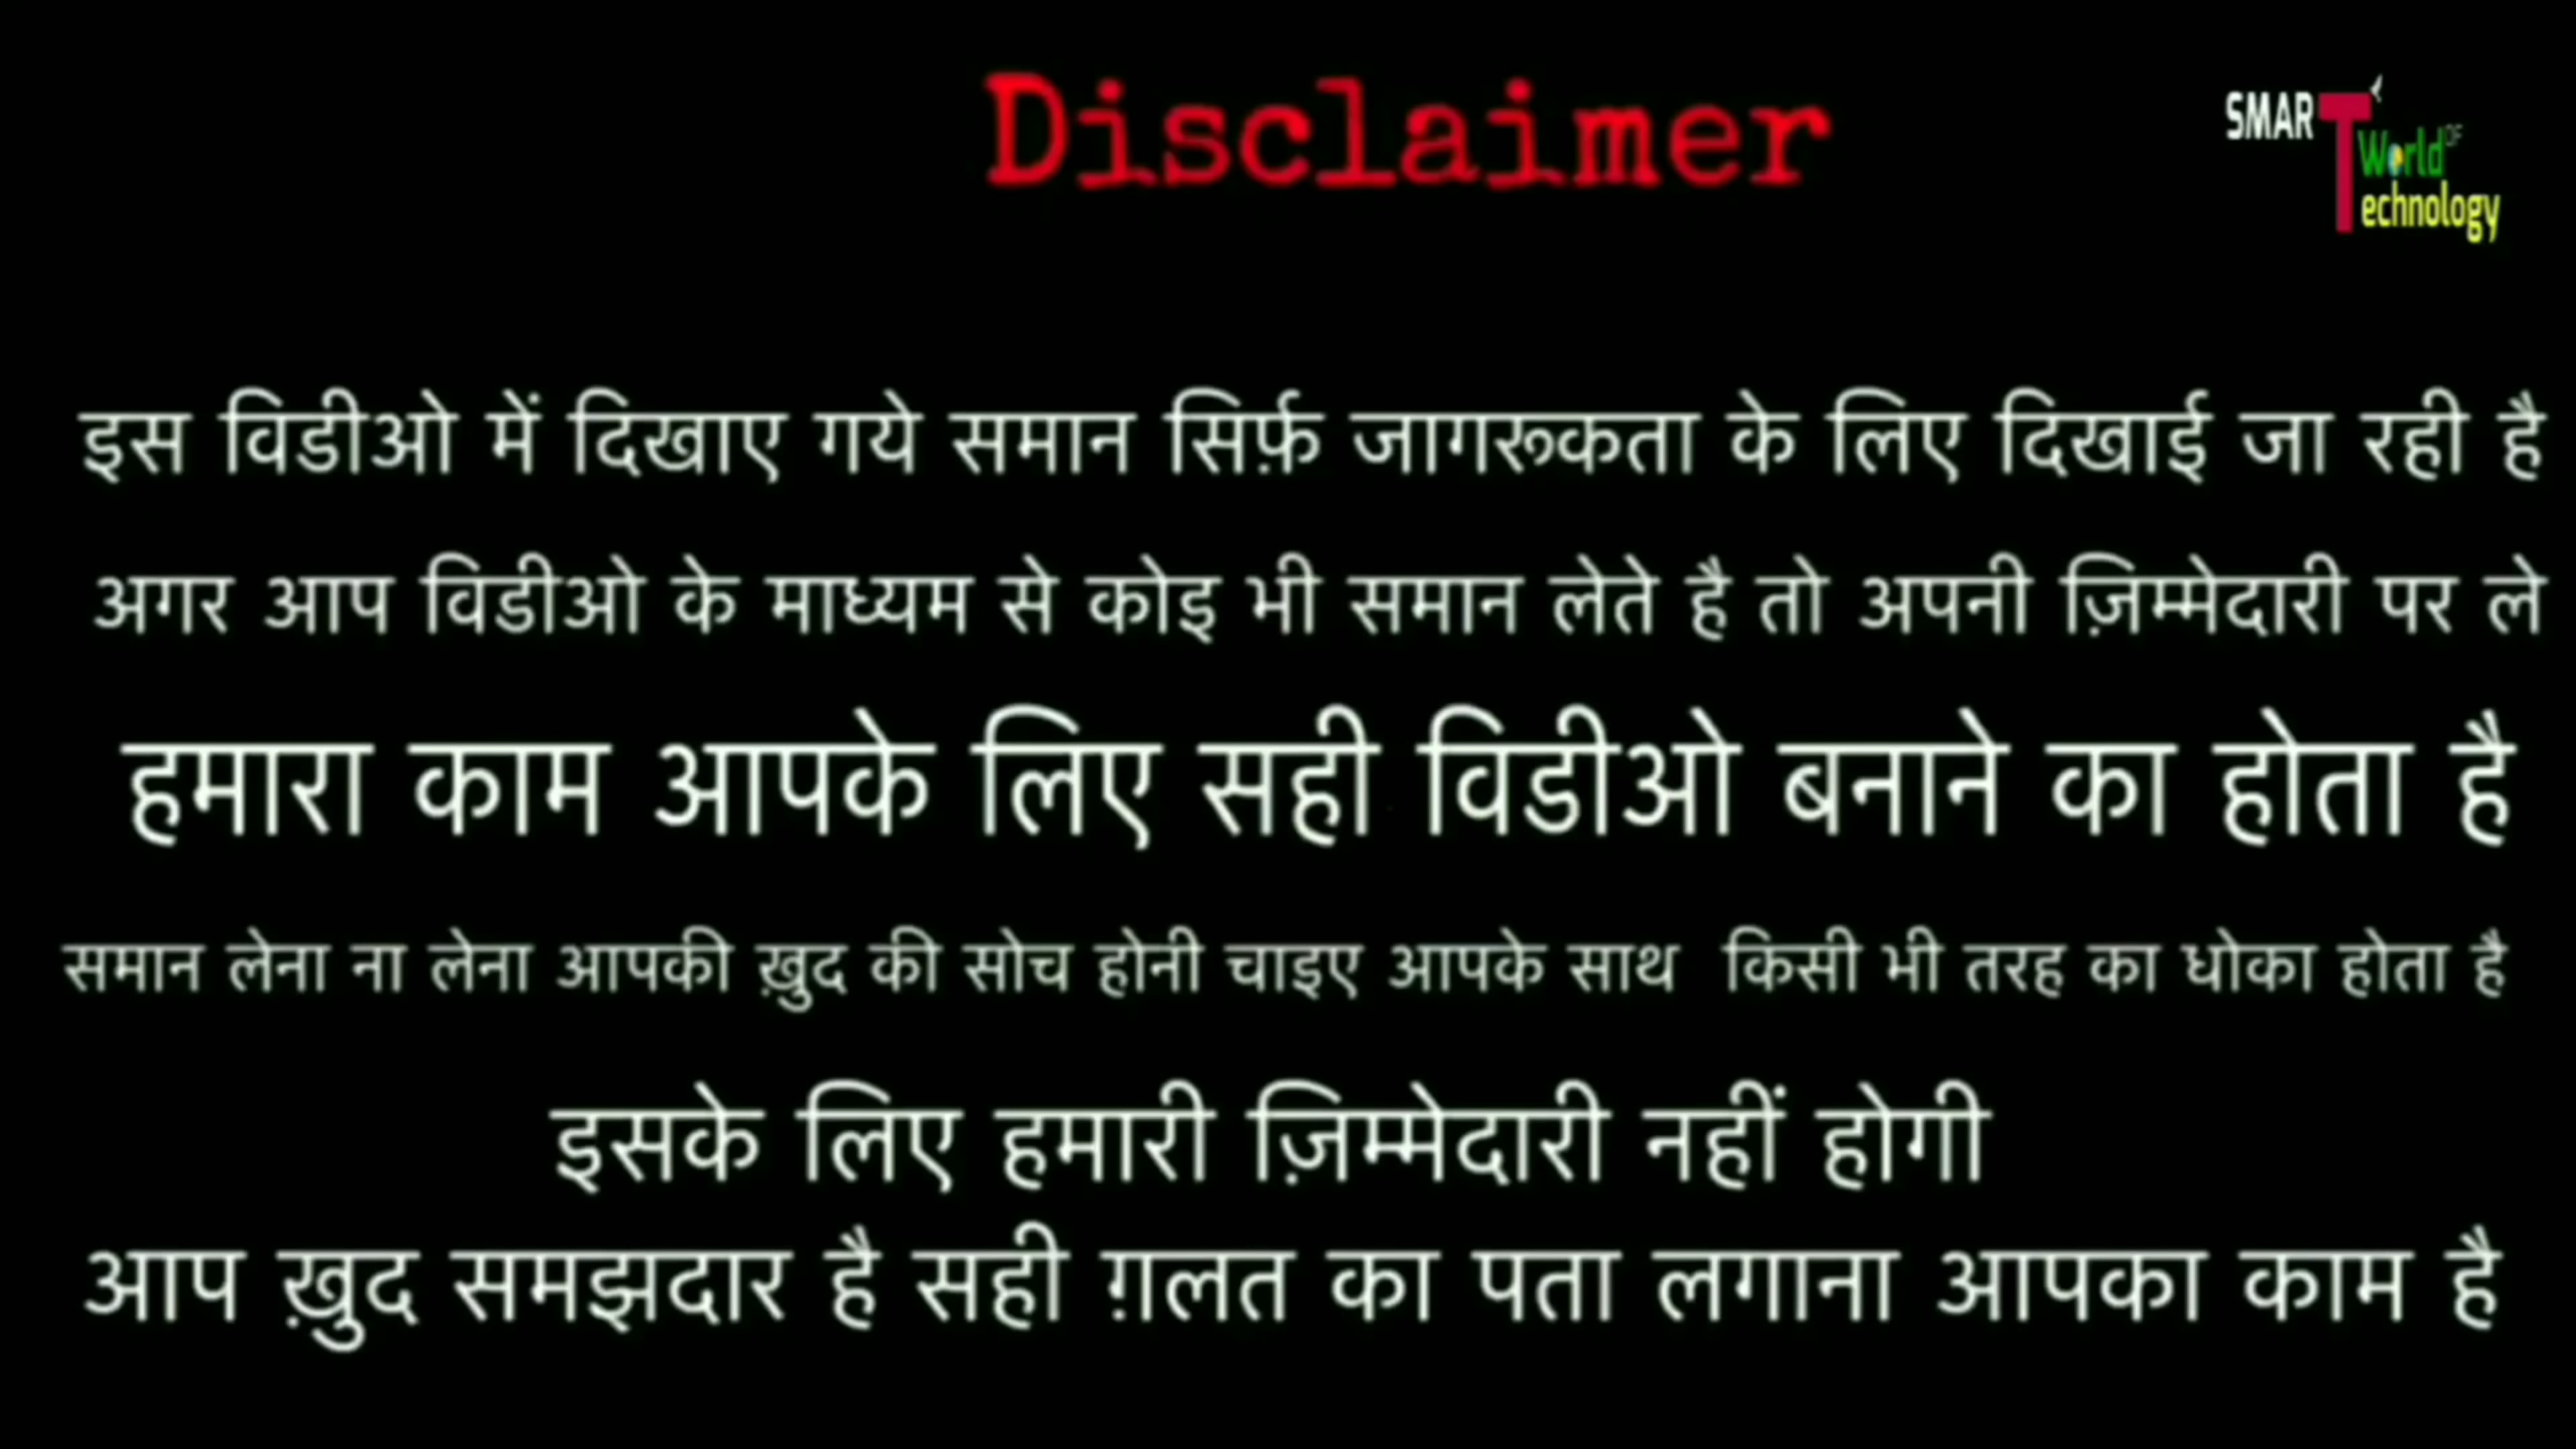 Disclaimer
SMART
World OF
Technology
इस विडीओ में दिखाए गये समान सिर्फ़ जागरूकता के लिए दिखाई जा रही है
अगर आप विडीओ के माध्यम से कोइ भी समान लेते है तो अपनी ज़िम्मेदारी पर ले
हमारा काम आपके लिए सही विडीओ बनाने का होता है
समान लेना ना लेना आपकी ख़ुद की सोच होनी चाइए आपके साथ किसी भी तरह का धोका होता है
इसके लिए हमारी ज़िम्मेदारी नहीं होगी
आप ख़ुद समझदार है सही ग़लत का पता लगाना आपका काम है